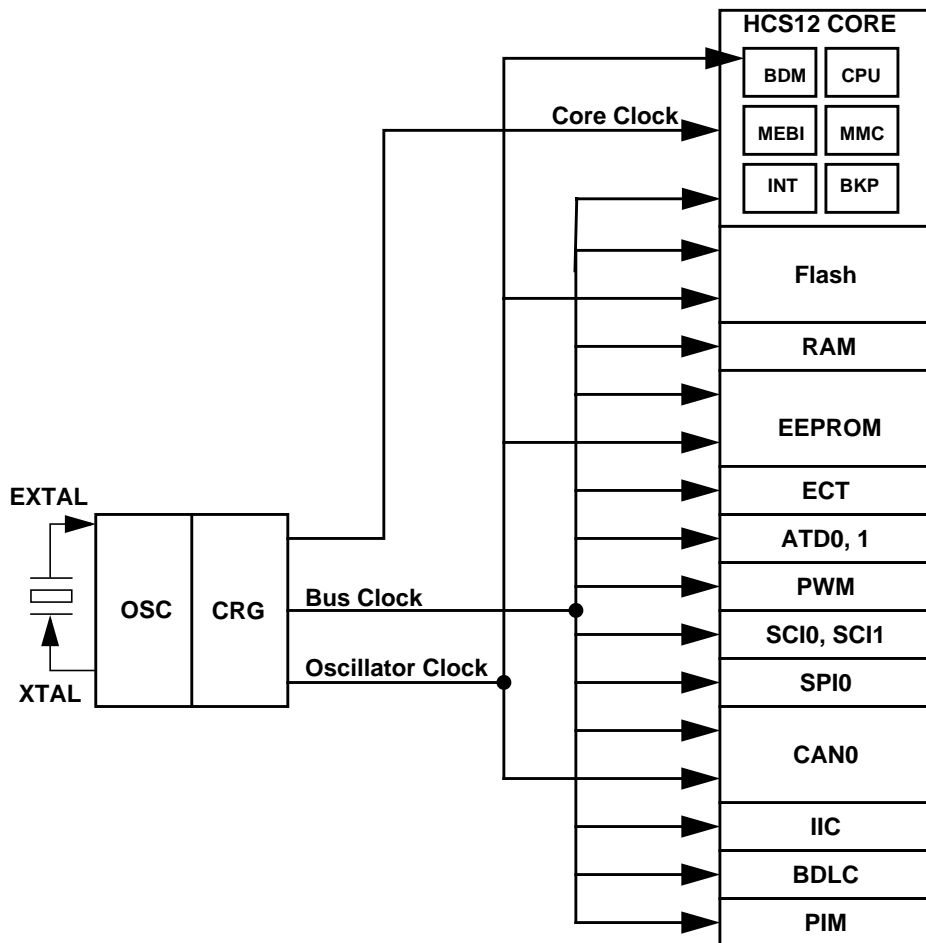 HCS12 CORE
BDM
CPU
Core Clock
MEBI
MMC
INT
BKP
Flash
RAM
EEPROM
EXTAL
ECT
ATD0, 1
OSC
CRG
Bus Clock
PWM
SCI0, SCI1
Oscillator Clock
XTAL
SPI0
CAN0
IIC
BDLC
PIM